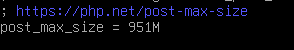 ; https://php.net/post-max-size
post_max_size = 951M